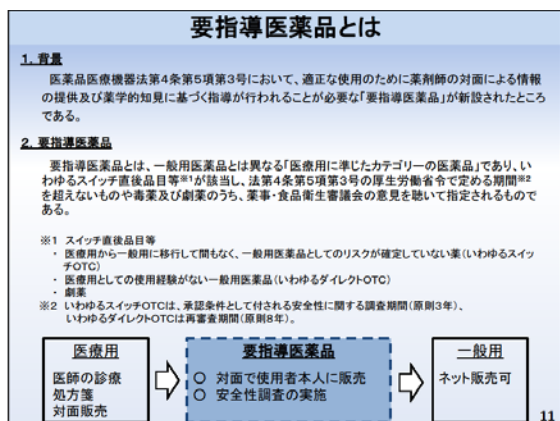 要指導医薬品とは
1. 背景
医薬品医療機器法第4条第5項第3号において、適正な使用のために薬剤師の対面による情報
の提供及び薬学的知見に基づく指導が行われることが必要な「要指導医薬品」が新設されたところ
である。
2. 要指導医薬品
要指導医薬品とは、一般用医薬品とは異なる「医療用に準じたカテゴリーの医薬品」であり、い
わゆるスイッチ直後品目等※1が該当し、法第4条第5項第3号の厚生労働省令で定める期間※2
を超えないものや毒薬及び劇薬のうち、薬事・食品衛生審議会の意見を聴いて指定されるものであ
る。
※1 スイッチ直後品目等
・ 医療用から一般用に移行して間もなく、一般用医薬品としてのリスクが確定していない薬(いわゆるスイッ
チOTC)
・ 医療用としての使用経験がない一般用医薬品(いわゆるダイレクトOTC)
・ 劇薬
※2 いわゆるスイッチOTCは、承認条件として付される安全性に関する調査期間(原則3年)、
いわゆるダイレクトOTCは再審査期間(原則8年)。
医療用
医師の診療
処方箋
対面販売
要指導医薬品
○ 対面で使用者本人に販売
○ 安全性調査の実施
一般用
ネット販売可
11